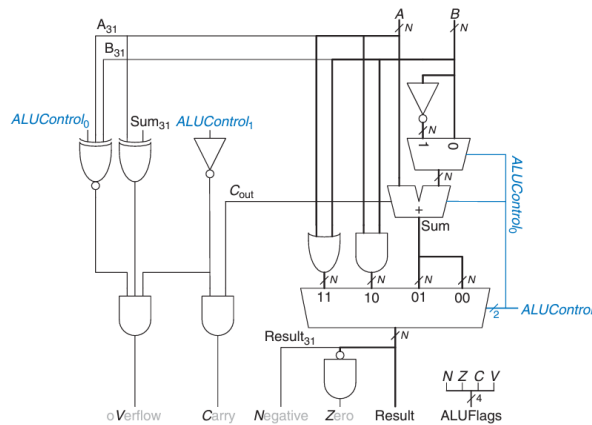 A B
A31 N N
B31
ALUControl0 Sum31 ALUControl1
N
1 0
ALUControl0
N
Cout
+
Sum
N N N N
11 10 01 00
2 ALUControl
Result31 N
N Z C V
4
oVerflow Carry Negative Zero Result ALUFlags